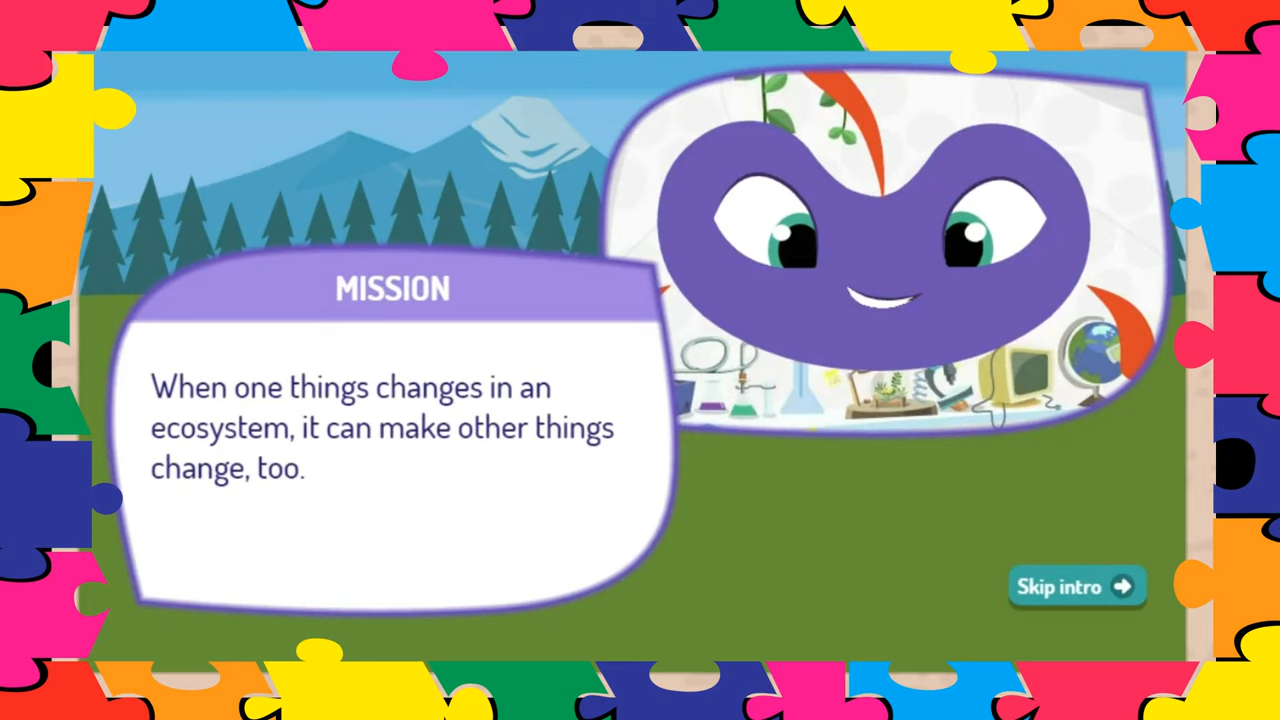 MISSION
When one things changes in an
ecosystem, it can make other things
change, too.
Skip intro